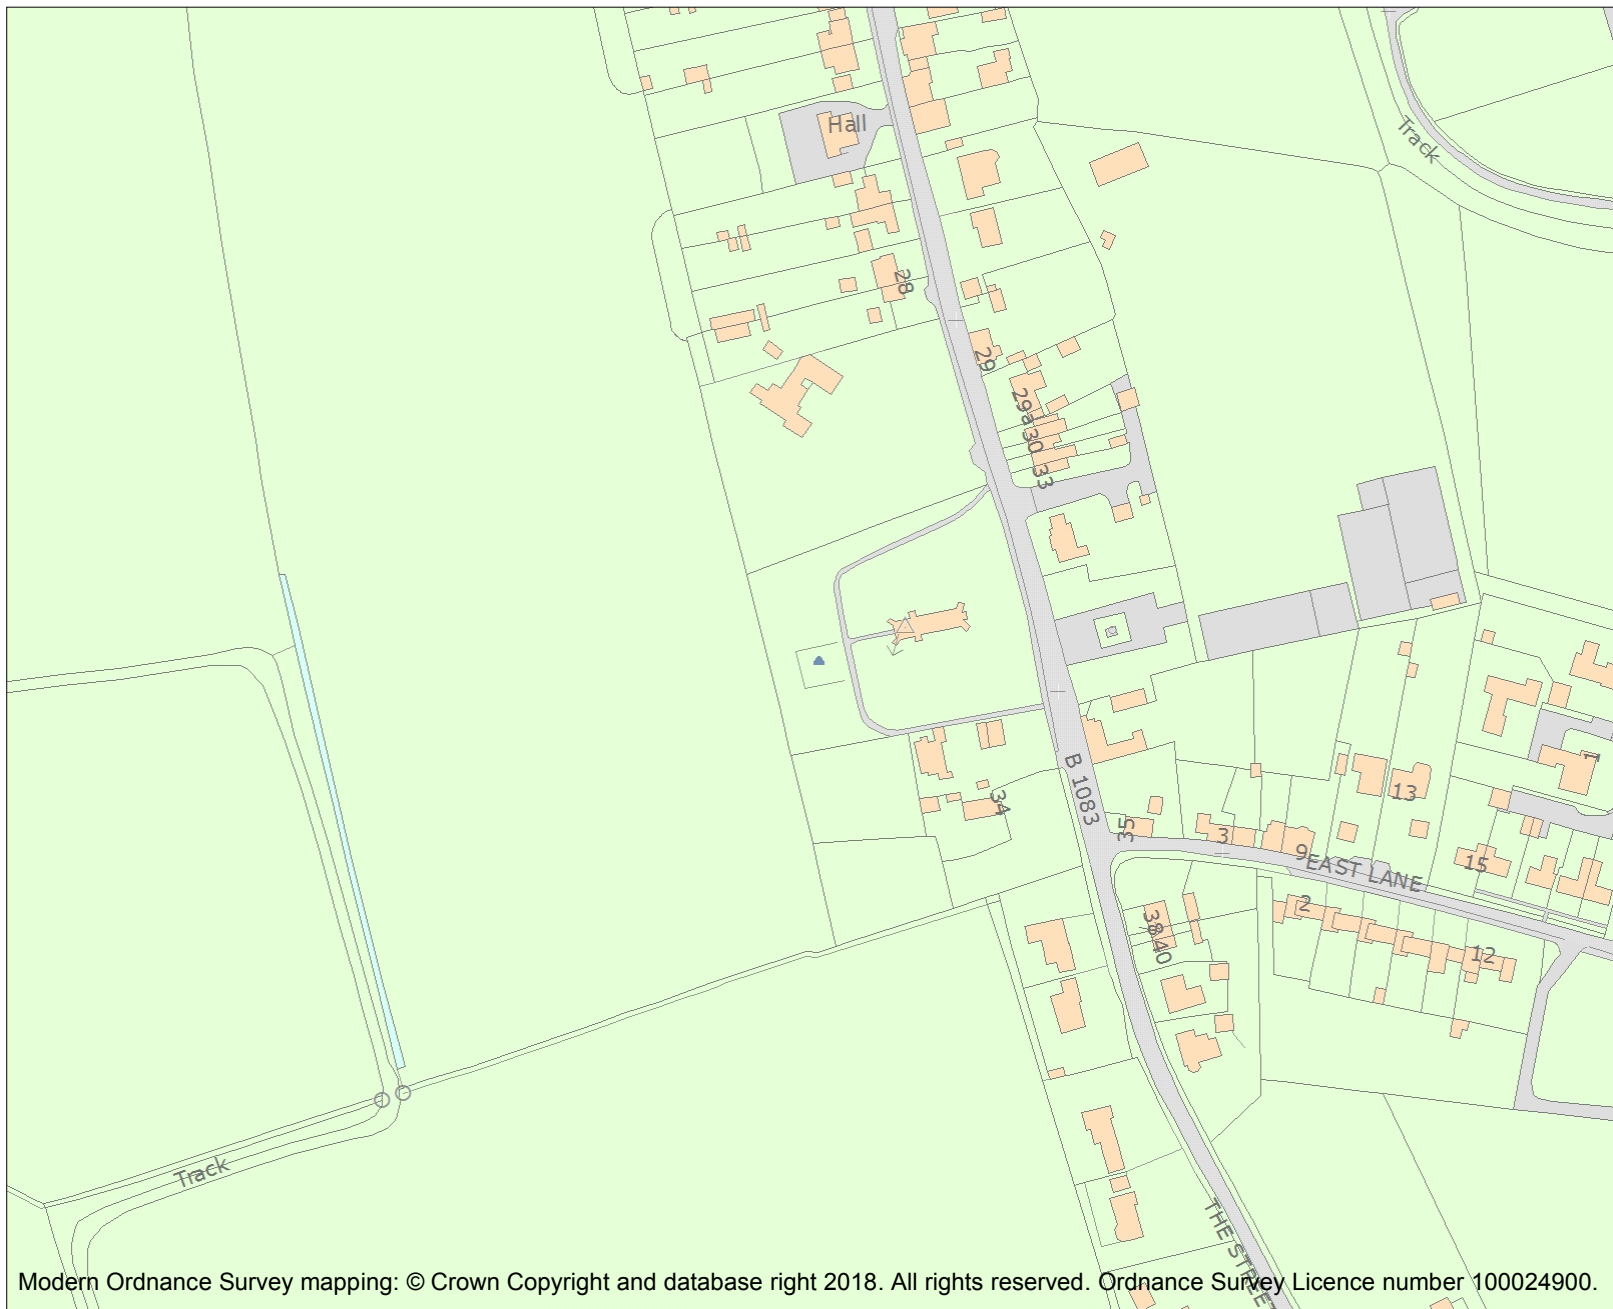 Hall
Track
28
29
29a
30
33
B 1083
34
35
3
9
EAST LANE
13
1
15
2
12
38
40
Track
THE STREET
Modern Ordnance Survey mapping: © Crown Copyright and database right 2018. All rights reserved. Ordnance Survey Licence number 100024900.